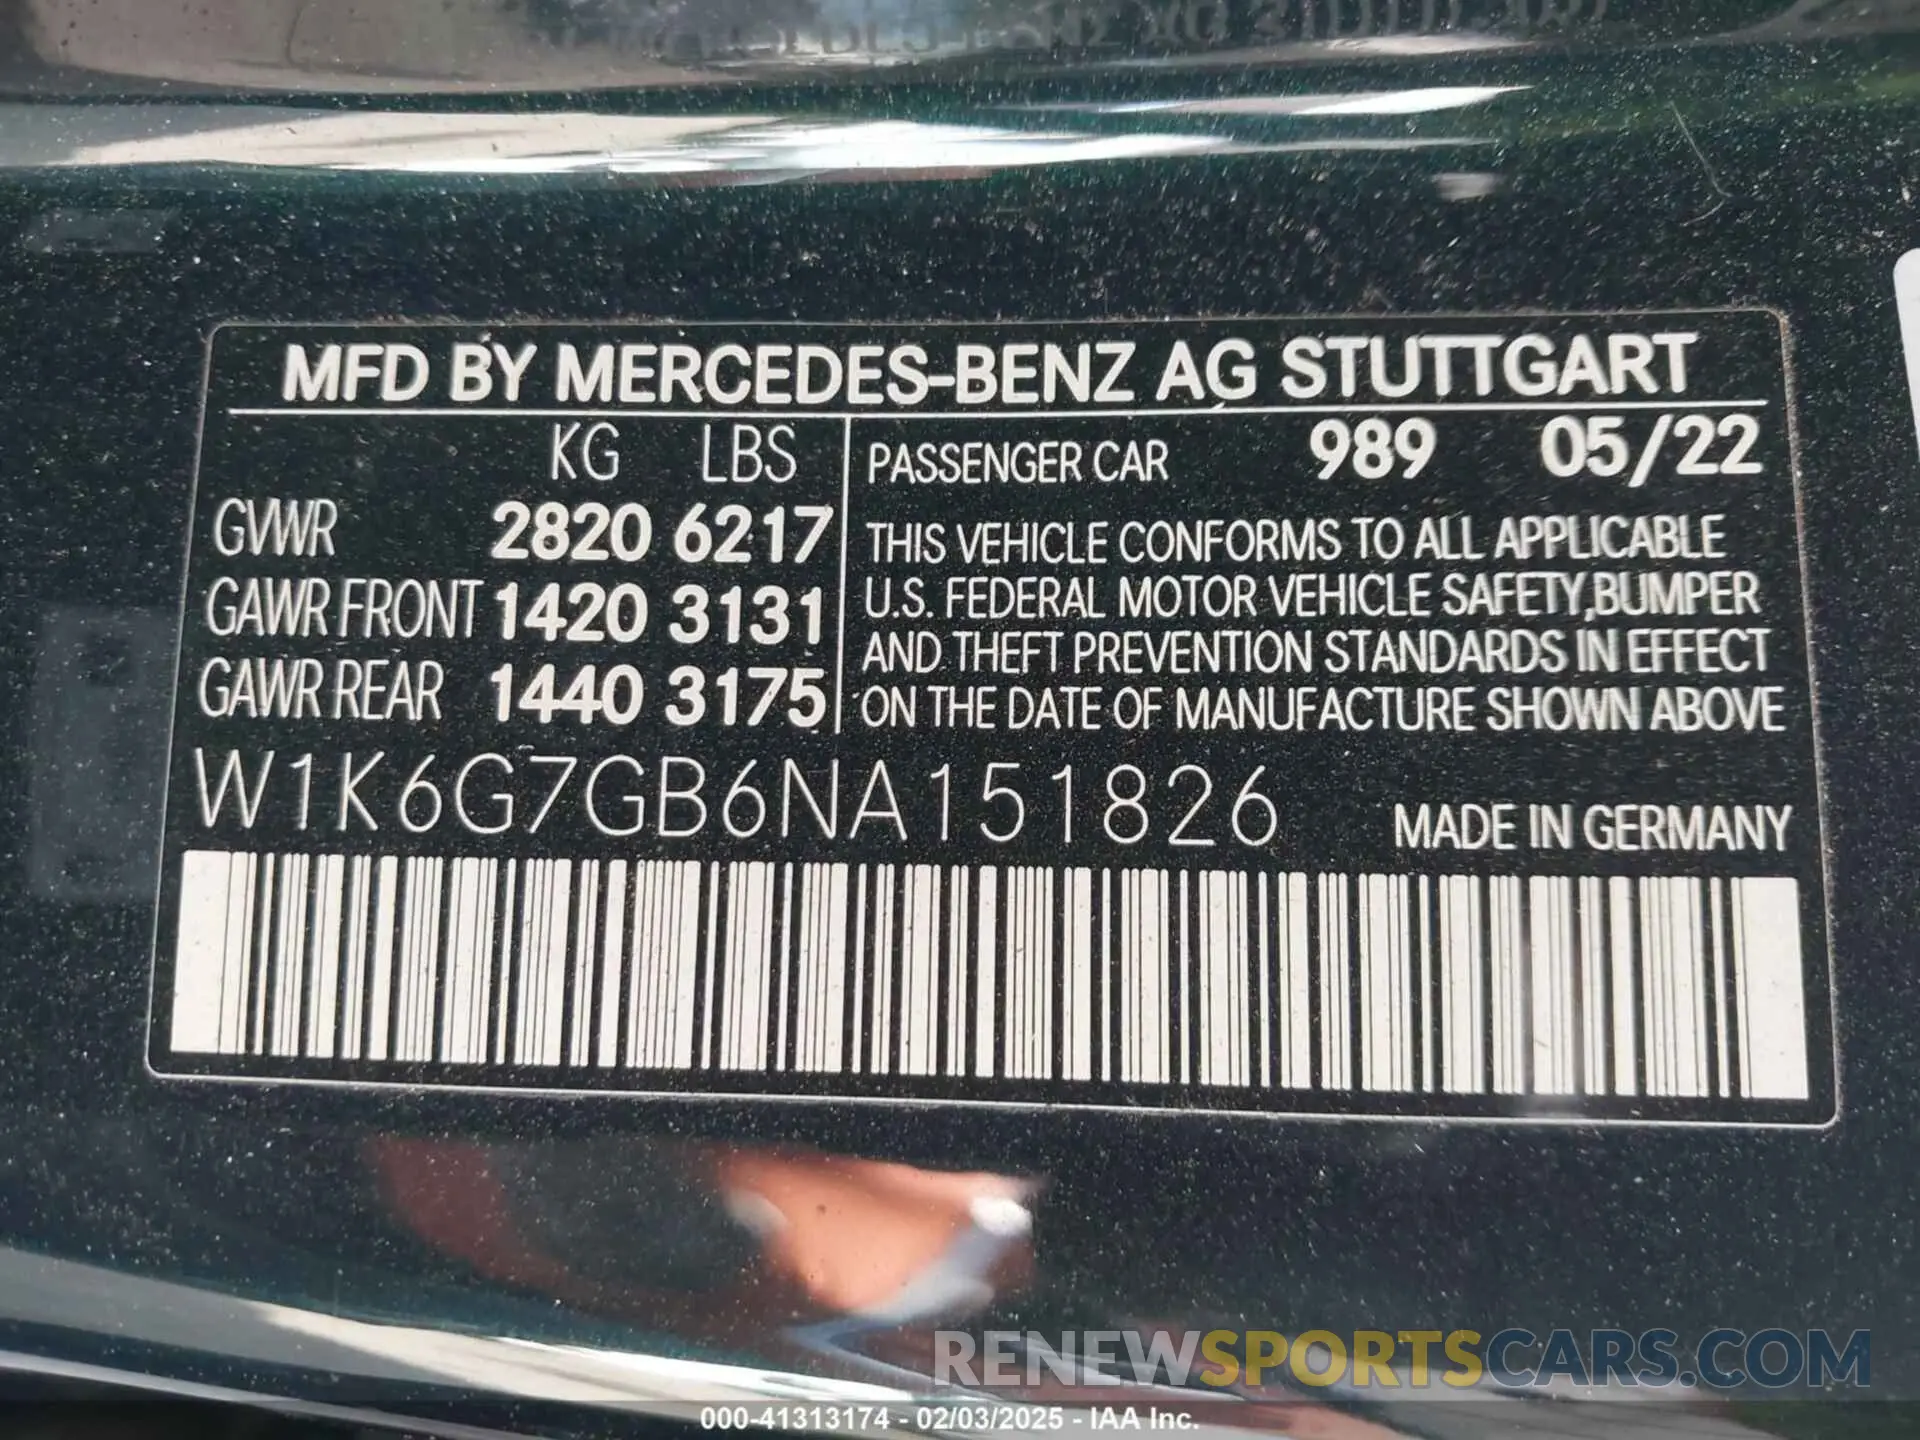 MFD BY MERCEDES-BENZ AG STUTTGART
KG LBS
GVWR 2820 6217
GAWR FRONT 1420 3131
GAWR REAR 1440 3175
PASSENGER CAR 989 05/22
THIS VEHICLE CONFORMS TO ALL APPLICABLE
U.S. FEDERAL MOTOR VEHICLE SAFETY,BUMPER
AND THEFT PREVENTION STANDARDS IN EFFECT
ON THE DATE OF MANUFACTURE SHOWN ABOVE
W1K6G7GB6NA151826
MADE IN GERMANY
RENEWSPORTSCARS.COM
000-41313174 - 02/03/2025 - IAA Inc.